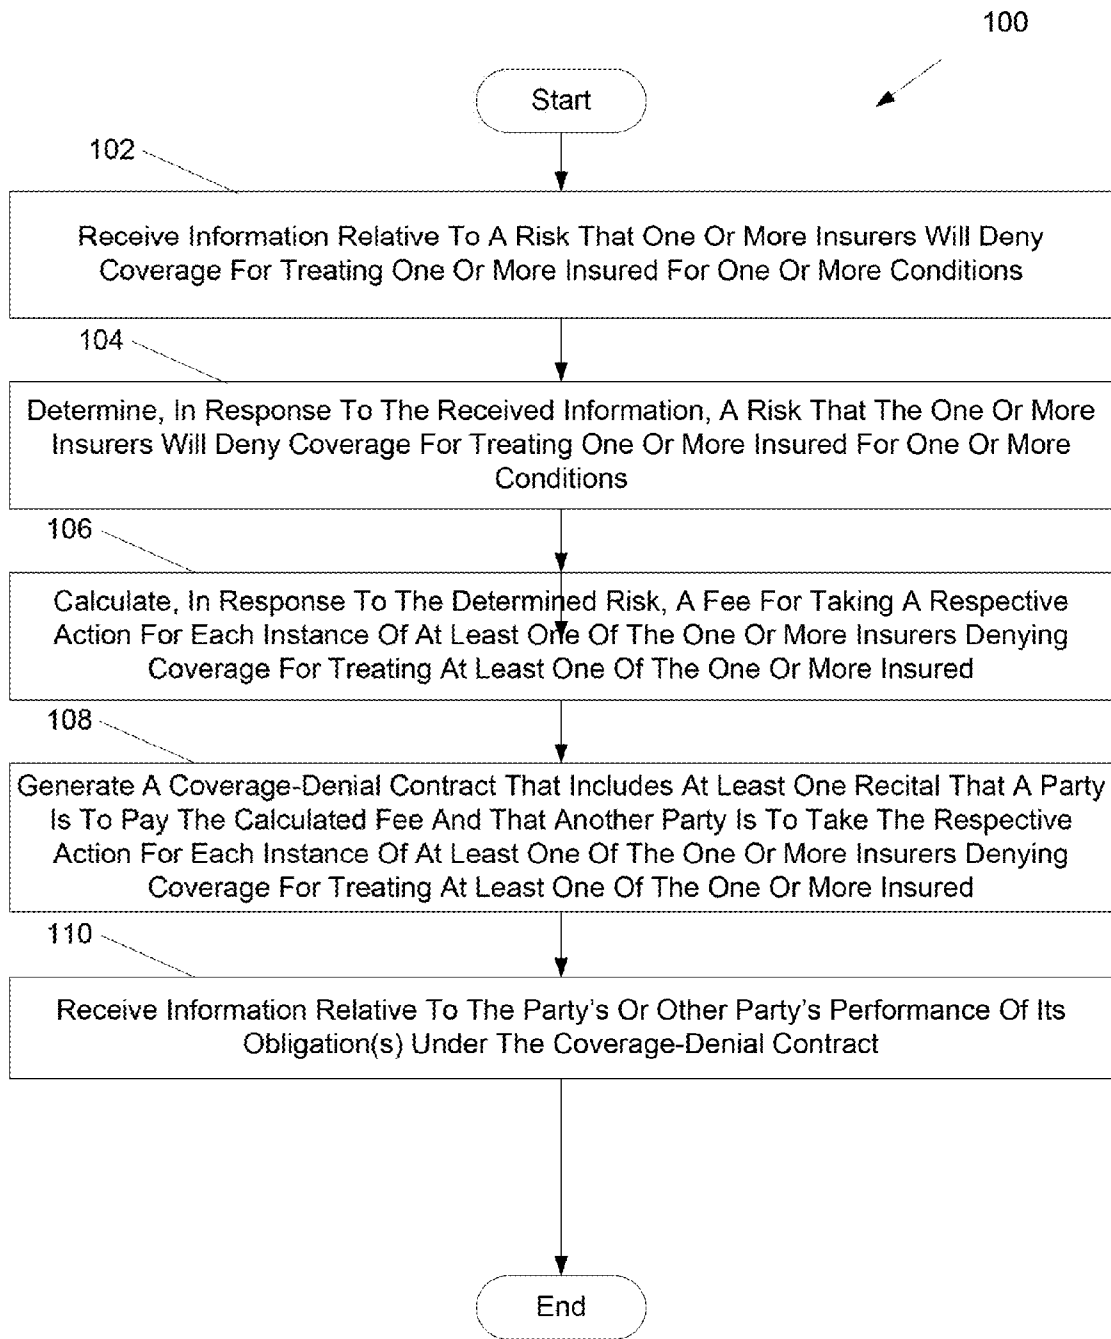 100
Start
102
Receive Information Relative To A Risk That One Or More Insurers Will Deny
Coverage For Treating One Or More Insured For One Or More Conditions
104
Determine, In Response To The Received Information, A Risk That The One Or More
Insurers Will Deny Coverage For Treating One Or More Insured For One Or More
Conditions
106
Calculate, In Response To The Determined Risk, A Fee For Taking A Respective
Action For Each Instance Of At Least One Of The One Or More Insurers Denying
Coverage For Treating At Least One Of The One Or More Insured
108
Generate A Coverage-Denial Contract That Includes At Least One Recital That A Party
Is To Pay The Calculated Fee And That Another Party Is To Take The Respective
Action For Each Instance Of At Least One Of The One Or More Insurers Denying
Coverage For Treating At Least One Of The One Or More Insured
110
Receive Information Relative To The Party's Or Other Party's Performance Of Its
Obligation(s) Under The Coverage-Denial Contract
End